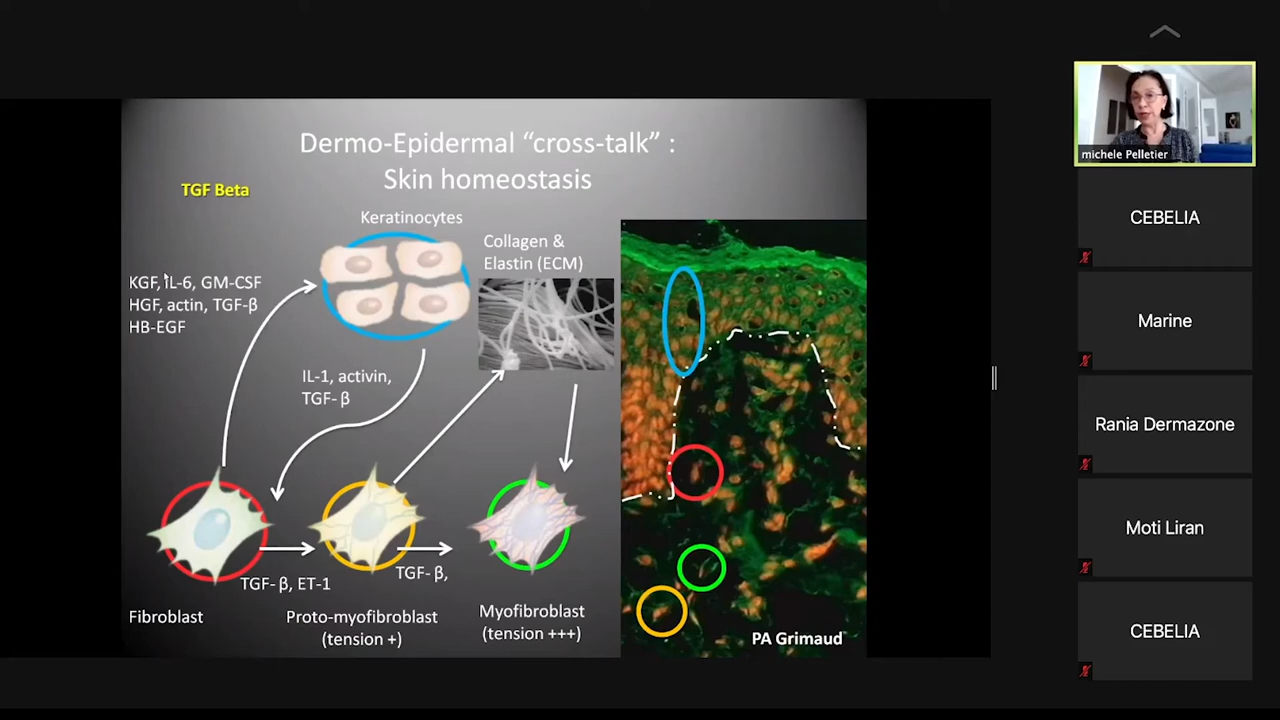 Dermo-Epidermal “cross-talk” :
Skin homeostasis
TGF Beta
Keratinocytes
Collagen &
Elastin (ECM)
KGF, IL-6, GM-CSF
HGF, actin, TGF-β
HB-EGF
IL-1, activin,
TGF- β
TGF- β, ET-1
TGF- β,
Fibroblast
Proto-myofibroblast
(tension +)
Myofibroblast
(tension +++)
PA Grimaud
michele Pelletier
CEBELIA
Marine
Rania Dermazone
Moti Liran
CEBELIA